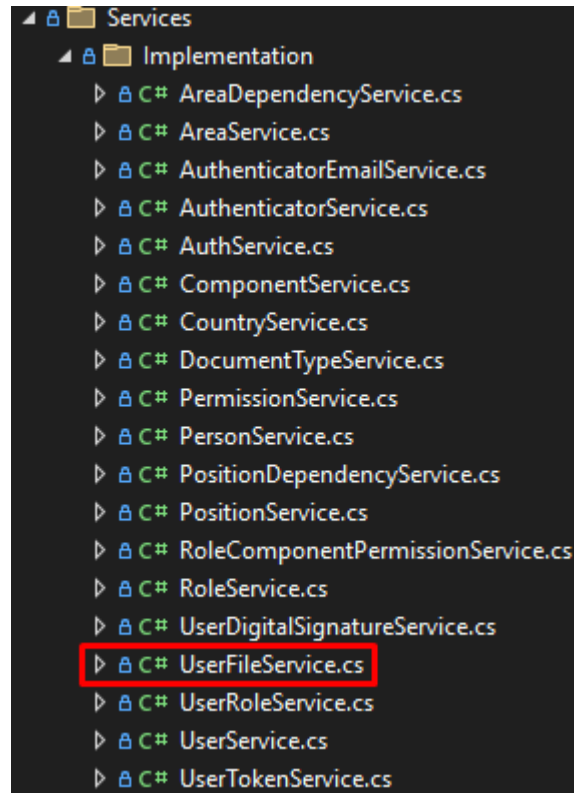 Services
Implementation
C# AreaDependencyService.cs
C# AreaService.cs
C# AuthenticatorEmailService.cs
C# AuthenticatorService.cs
C# AuthService.cs
C# ComponentService.cs
C# CountryService.cs
C# DocumentTypeService.cs
C# PermissionService.cs
C# PersonService.cs
C# PositionDependencyService.cs
C# PositionService.cs
C# RoleComponentPermissionService.cs
C# RoleService.cs
C# UserDigitalSignatureService.cs
C# UserFileService.cs
C# UserRoleService.cs
C# UserService.cs
C# UserTokenService.cs